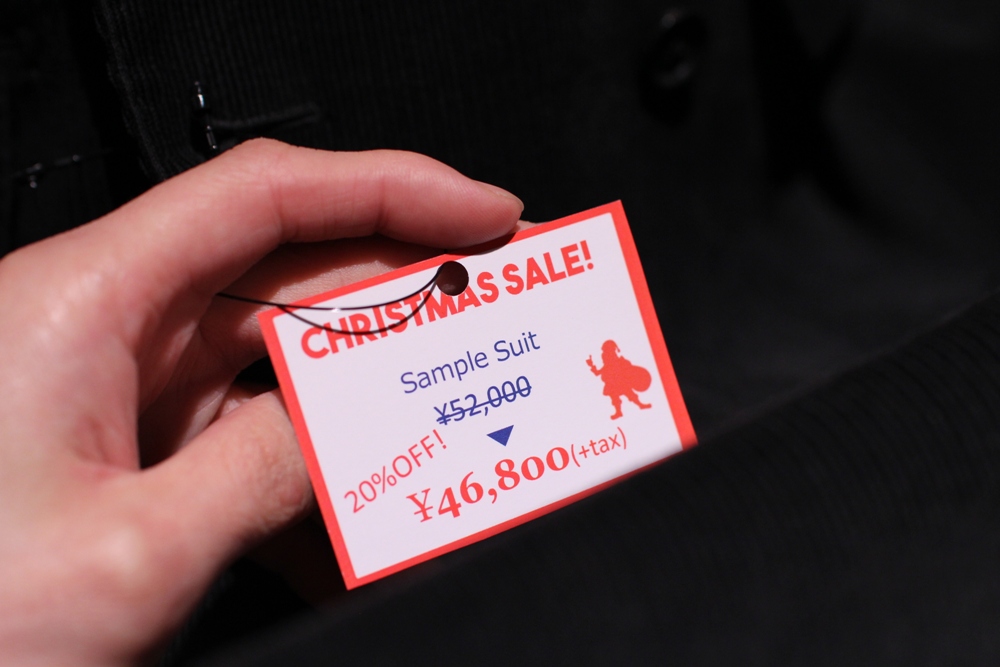 CHRISTMAS SALE!
Sample Suit
¥52,000
▼
20%OFF!
¥46,800(+tax)